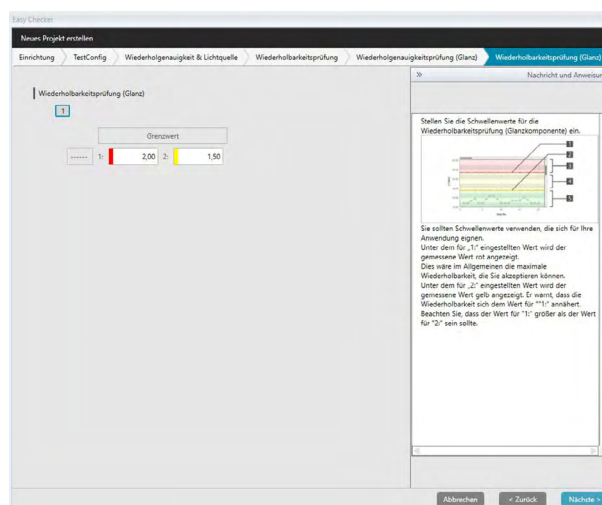 Easy Checker
Neues Projekt erstellen
Einrichtung
TestConfig
Wiederholgenauigkeit & Lichtquelle
Wiederholbarkeitsprüfung
Wiederholgenauigkeitsprüfung (Glanz)
Wiederholbarkeitsprüfung (Glanz)
» Nachricht und Anweisun
Wiederholbarkeitsprüfung (Glanz)
1
Grenzwert
------ 1: 2,00 2: 1,50
Stellen Sie die Schwellenwerte für die
Wiederholbarkeitsprüfung (Glanzkomponente) ein.
1
2
3
4
5
Sie sollten Schwellenwerte verwenden, die sich für Ihre
Anwendung eignen.
Unter dem für „1:" eingestellten Wert wird der
gemessene Wert rot angezeigt.
Dies wäre im Allgemeinen die maximale
Wiederholbarkeit, die Sie akzeptieren können.
Unter dem für „2:" eingestellten Wert wird der
gemessene Wert gelb angezeigt. Er warnt, dass die
Wiederholbarkeit sich dem Wert für ""1:" annähert.
Beachten Sie, dass der Wert für "1:" größer als der Wert
für "2:" sein sollte.
Abbrechen
< Zurück
Nächste >